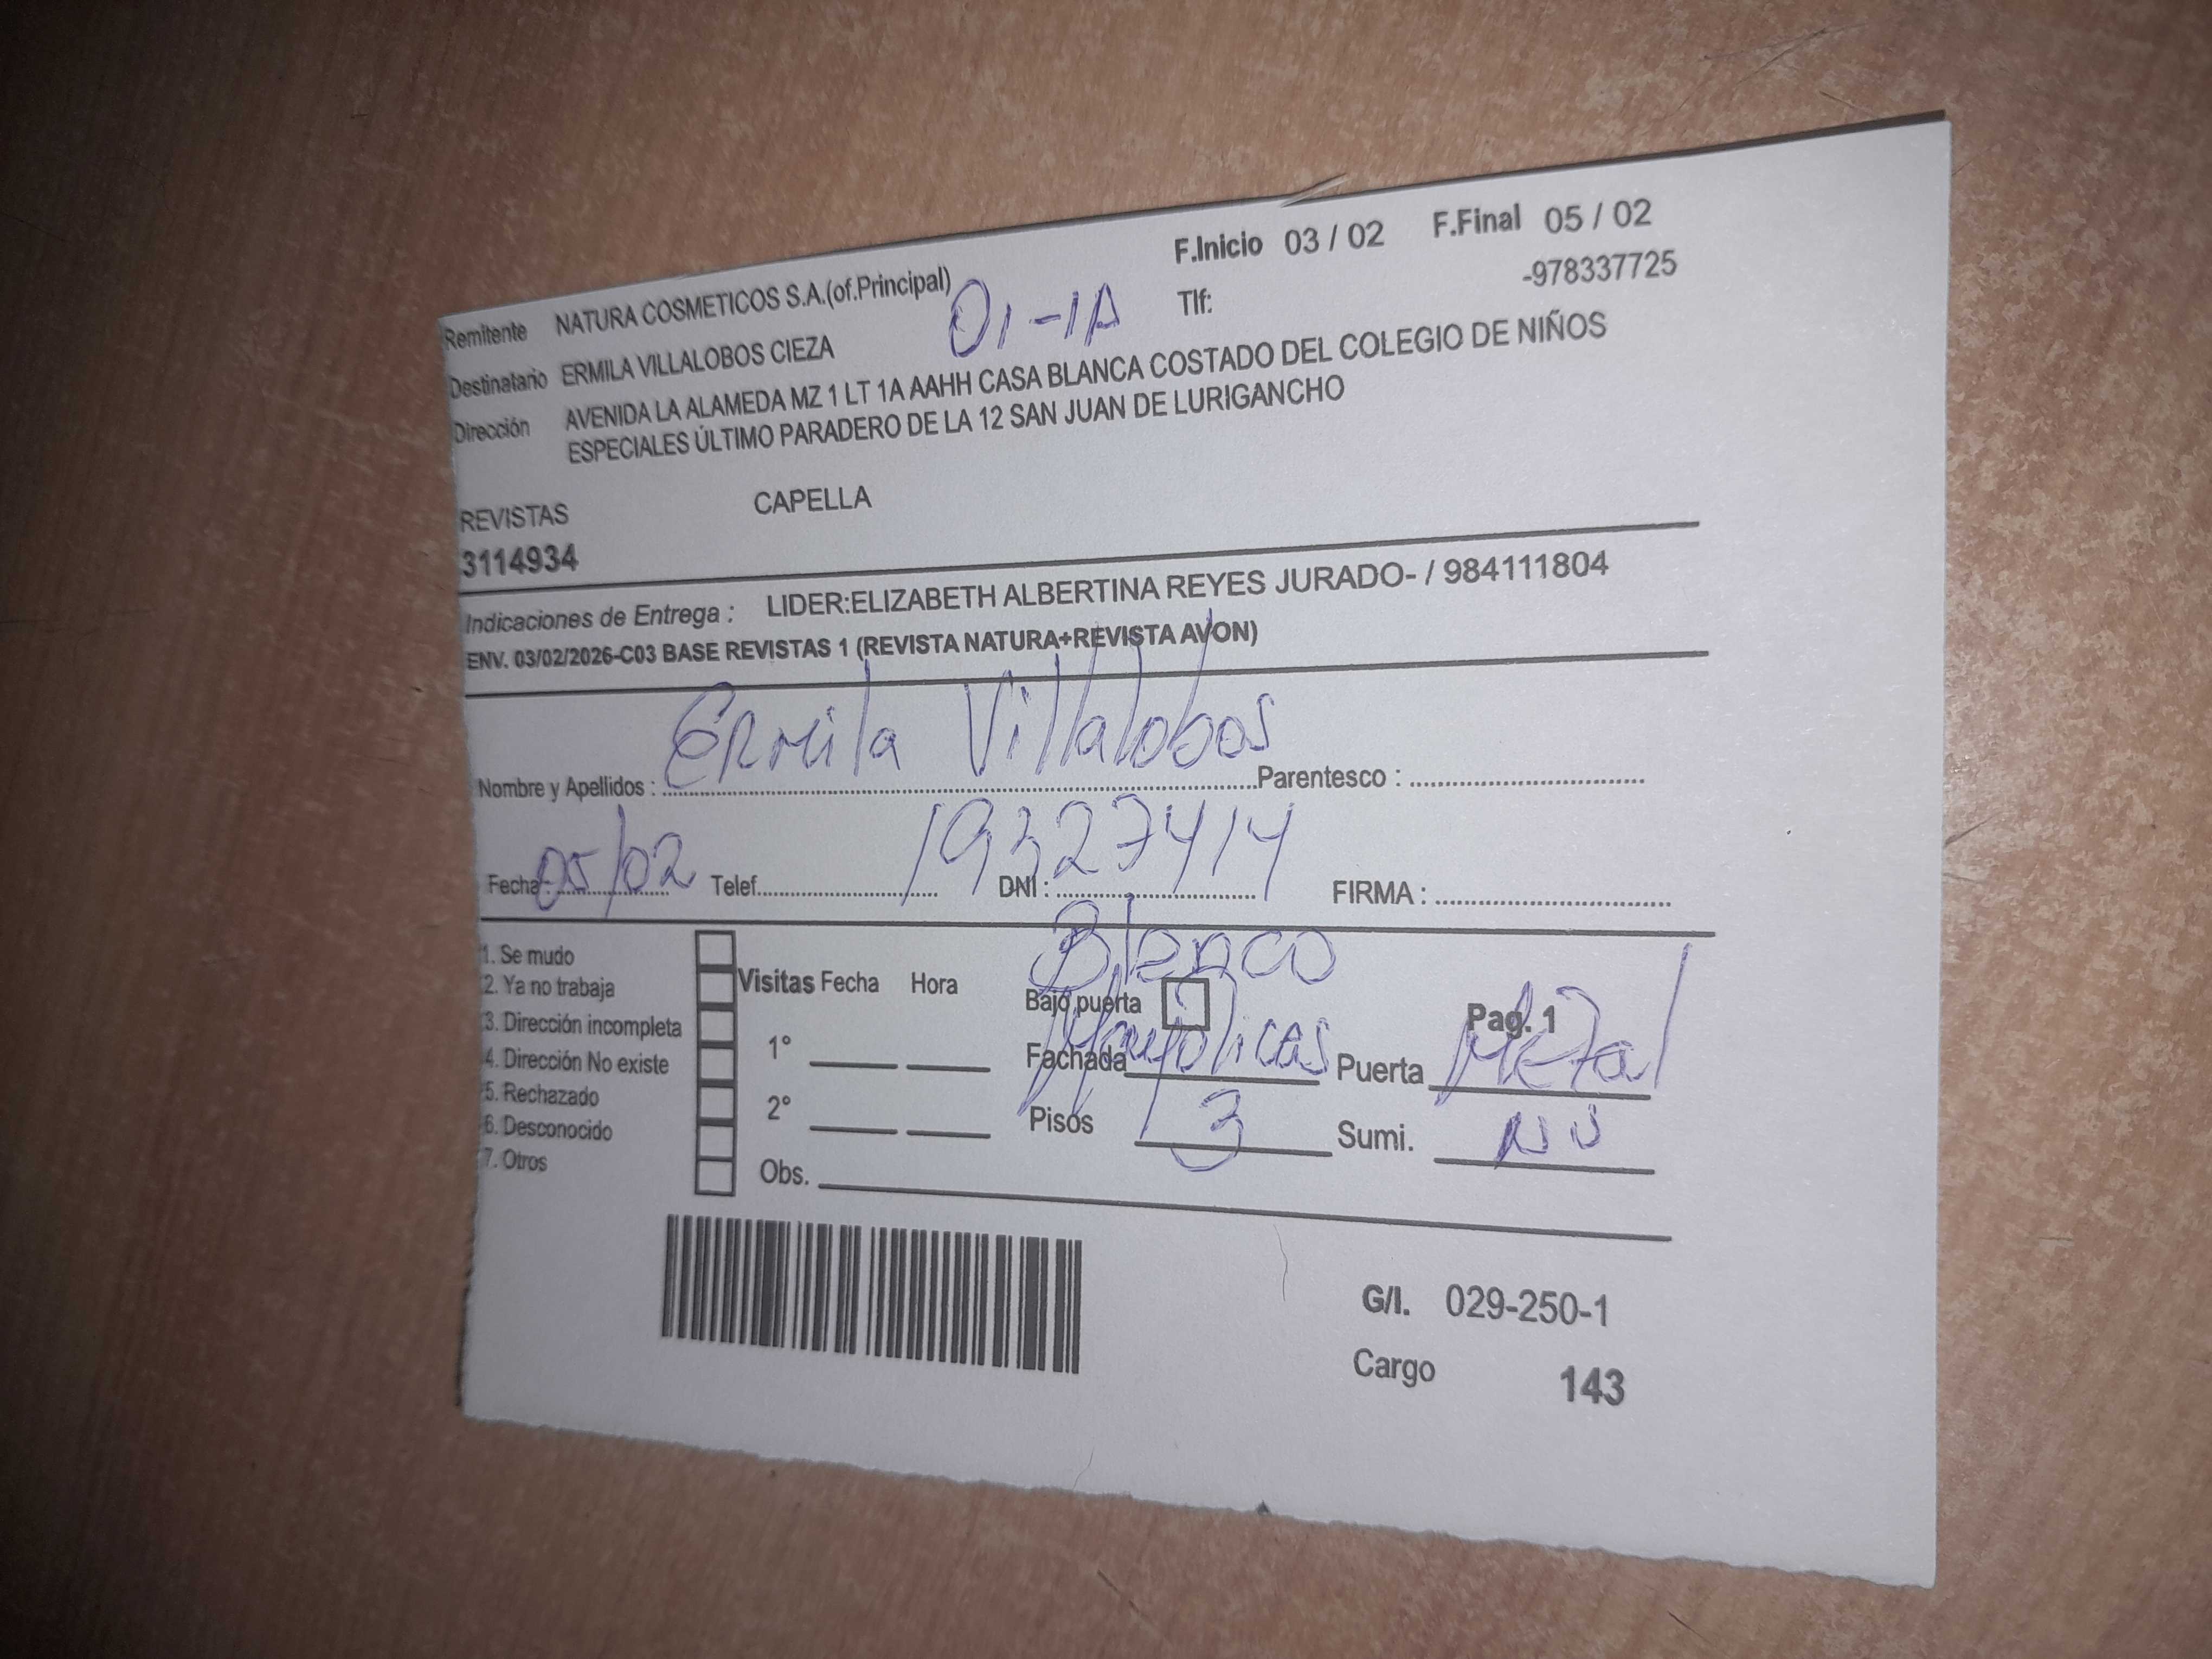 F.Inicio 03 / 02 F.Final 05 / 02
Remitente NATURA COSMETICOS S.A.(of.Principal) Tlf: -978337725
01-1A
Destinatario ERMILA VILLALOBOS CIEZA
Dirección AVENIDA LA ALAMEDA MZ 1 LT 1A AAHH CASA BLANCA COSTADO DEL COLEGIO DE NIÑOS
ESPECIALES ÚLTIMO PARADERO DE LA 12 SAN JUAN DE LURIGANCHO
REVISTAS CAPELLA
3114934
Indicaciones de Entrega : LIDER:ELIZABETH ALBERTINA REYES JURADO- / 984111804
ENV. 03/02/2026-C03 BASE REVISTAS 1 (REVISTA NATURA+REVISTA AVON)
Nombre y Apellidos : Ermila Villalobos Parentesco :
Fecha : 05/02 Telef. DNI : 19327414 FIRMA :
Blanco
1. Se mudo
2. Ya no trabaja
3. Dirección incompleta
4. Dirección No existe
5. Rechazado
6. Desconocido
7. Otros
Visitas Fecha Hora
1°
2°
Obs.
Bajo puerta Pag. 1
Fachada Mayolicas Puerta Metal
Pisos 3 Sumi.
G/I. 029-250-1
Cargo 143